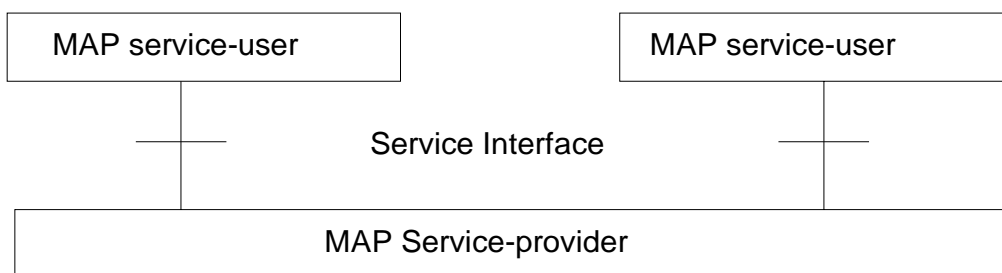 MAP service-user
MAP service-user
Service Interface
MAP Service-provider